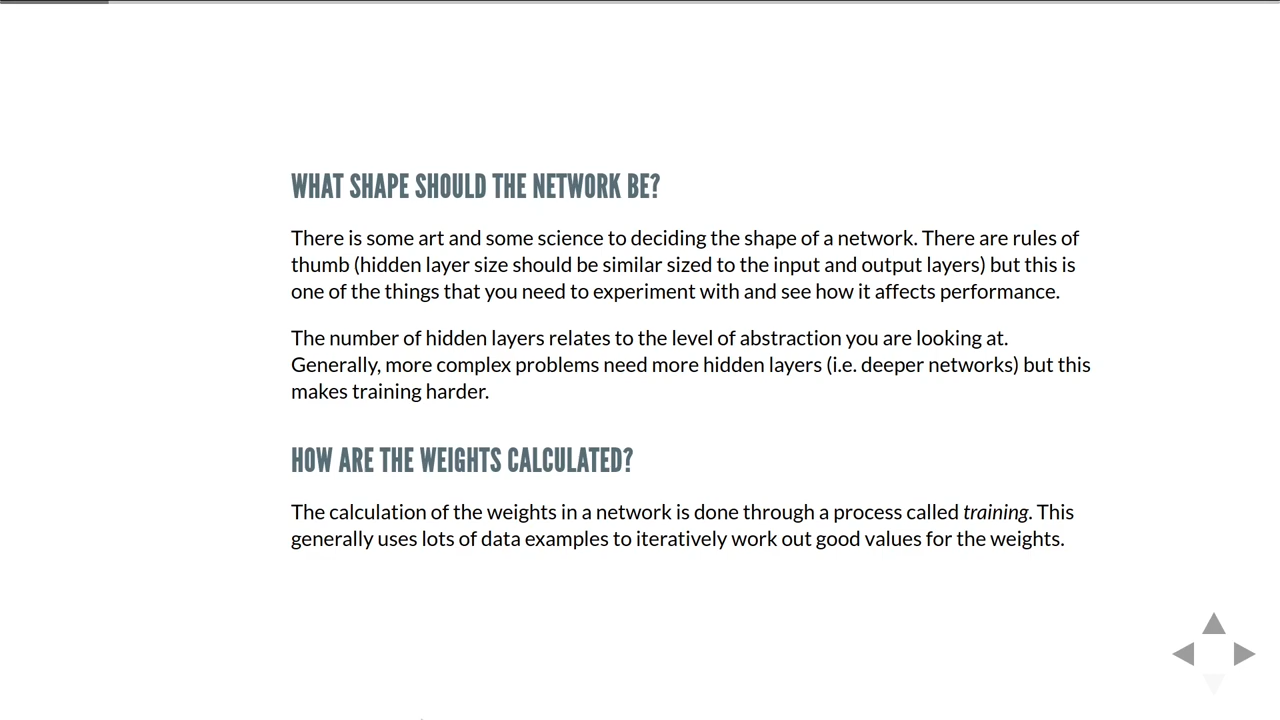 WHAT SHAPE SHOULD THE NETWORK BE?
There is some art and some science to deciding the shape of a network. There are rules of
thumb (hidden layer size should be similar sized to the input and output layers) but this is
one of the things that you need to experiment with and see how it affects performance.
The number of hidden layers relates to the level of abstraction you are looking at.
Generally, more complex problems need more hidden layers (i.e. deeper networks) but this
makes training harder.
HOW ARE THE WEIGHTS CALCULATED?
The calculation of the weights in a network is done through a process called training. This
generally uses lots of data examples to iteratively work out good values for the weights.